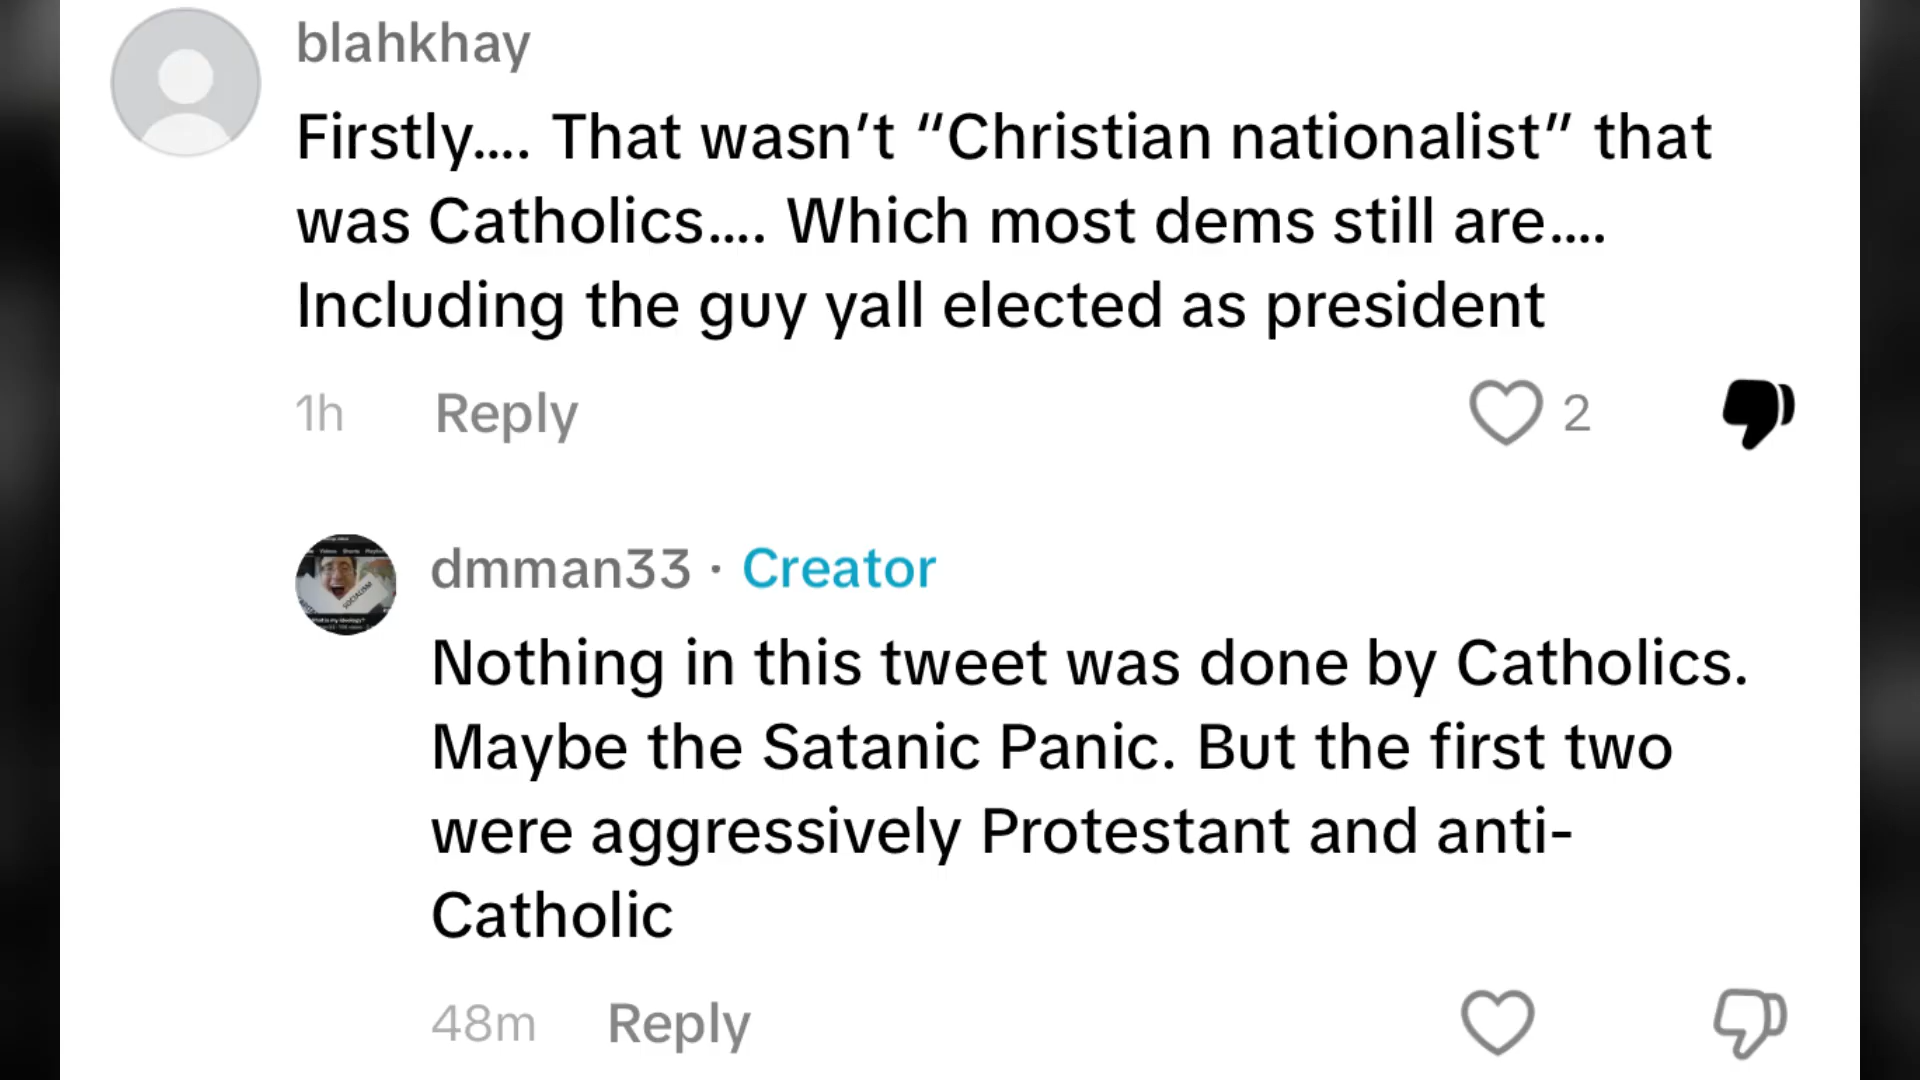 blahkhay
Firstly.... That wasn’t “Christian nationalist” that
was Catholics.... Which most dems still are....
Including the guy yall elected as president
1h Reply 2
dmman33 · Creator
Nothing in this tweet was done by Catholics.
Maybe the Satanic Panic. But the first two
were aggressively Protestant and anti-
Catholic
48m Reply